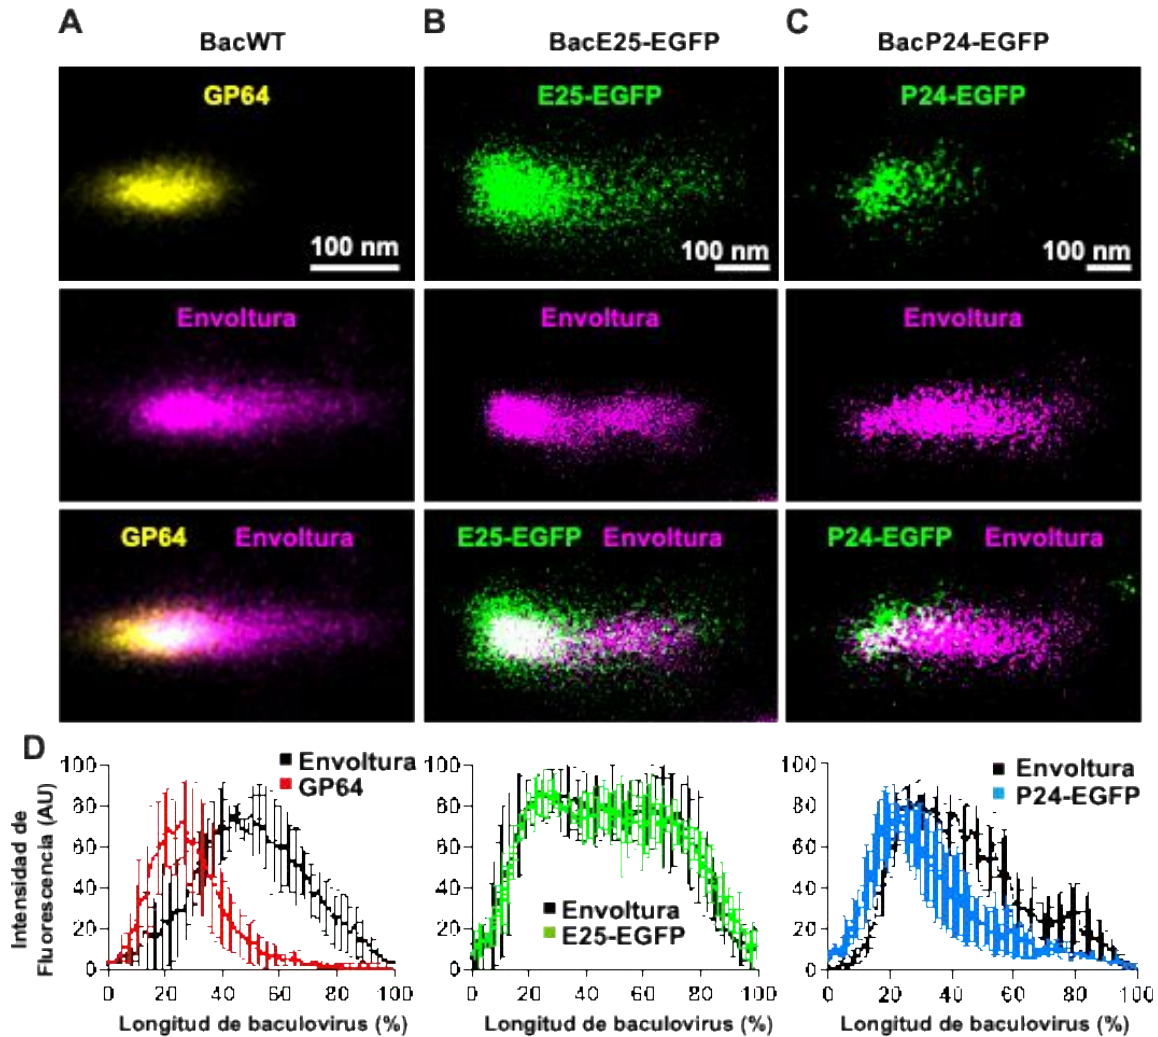 A
BacWT
B
BacE25-EGFP
C
BacP24-EGFP
GP64
100 nm
E25-EGFP
100 nm
P24-EGFP
100 nm
Envoltura
Envoltura
Envoltura
GP64 Envoltura
E25-EGFP Envoltura
P24-EGFP Envoltura
D
Intensidad de
Fluorescencia (AU)
100
80
60
40
20
0
Envoltura
GP64
0 20 40 60 80 100
Longitud de baculovirus (%)
100
80
60
40
20
0
Envoltura
E25-EGFP
0 20 40 60 80 100
Longitud de baculovirus (%)
100
80
60
40
20
0
Envoltura
P24-EGFP
0 20 40 60 80 100
Longitud de baculovirus (%)